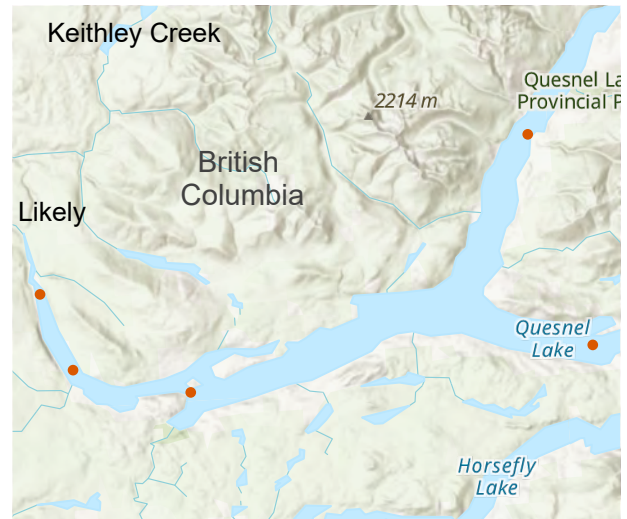 Keithley Creek
Quesnel La
Provincial P
2214 m
British
Columbia
Likely
Quesnel
Lake
Horsefly
Lake